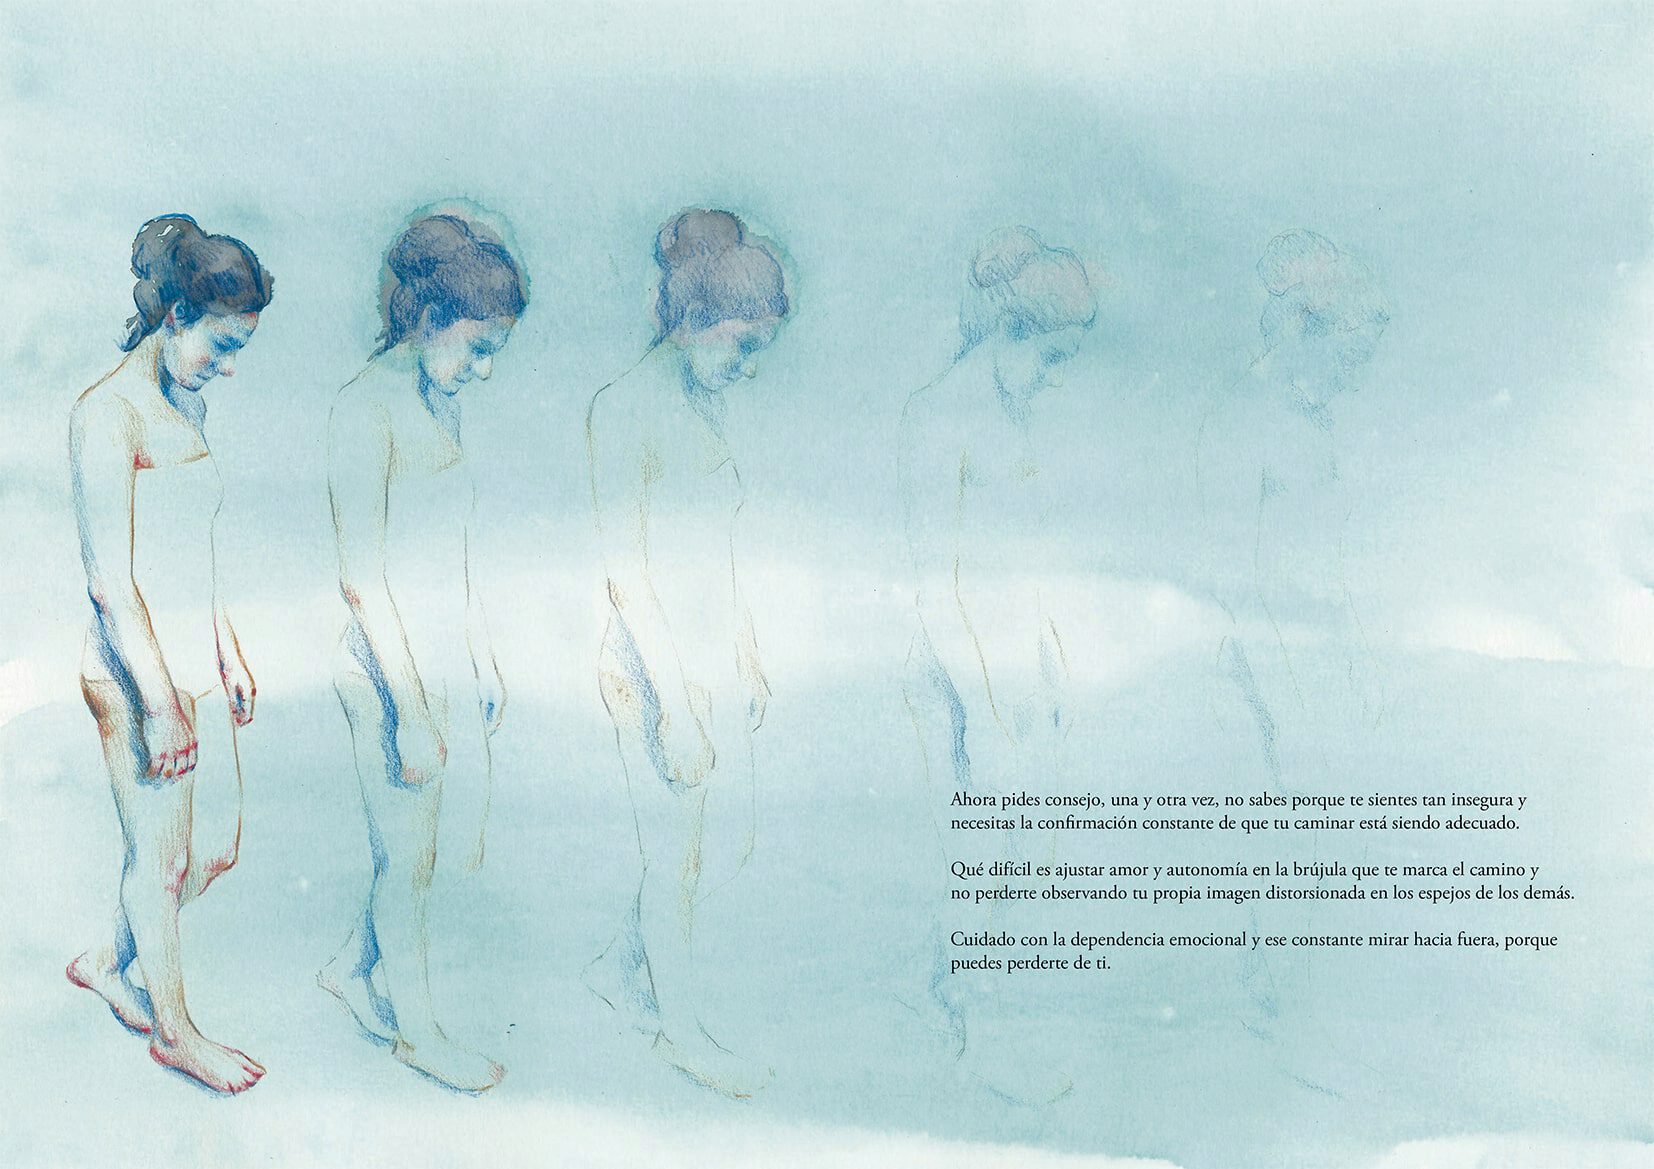 Ahora pides consejo, una y otra vez, no sabes porque te sientes tan insegura y
necesitas la confirmación constante de que tu caminar está siendo adecuado.
Qué difícil es ajustar amor y autonomía en la brújula que te marca el camino y
no perderte observando tu propia imagen distorsionada en los espejos de los demás.
Cuidado con la dependencia emocional y ese constante mirar hacia fuera, porque
puedes perderte de ti.